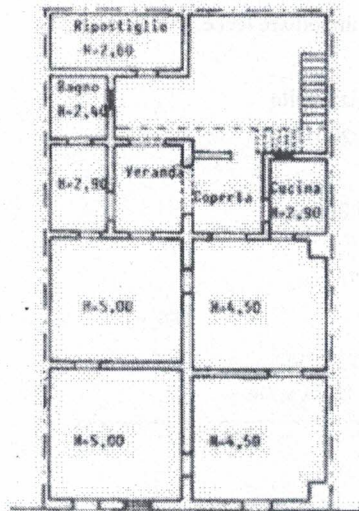 Ripostiglio
H=2,60
Bagno
H=2,40
H=2,90
Veranda
Coperta
Cucina
H=2,90
H=5,00
H=4,50
H=5,00
H=4,50